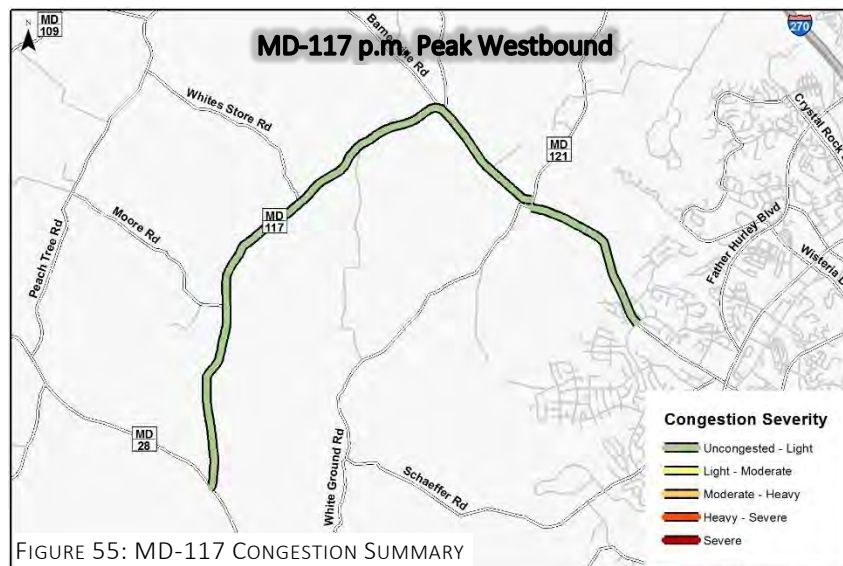 MD-117 p.m. Peak Westbound
N
MD
109
270
Barnesville Rd
Whites Store Rd
Crystal Rock
MD
121
Father Hurley Blvd
MD
117
Moore Rd
Peach Tree Rd
Wisteria D
MD
28
White Ground Rd
Schaeffer Rd
Congestion Severity
Uncongested - Light
Light - Moderate
Moderate - Heavy
Heavy - Severe
Severe
FIGURE 55: MD-117 CONGESTION SUMMARY